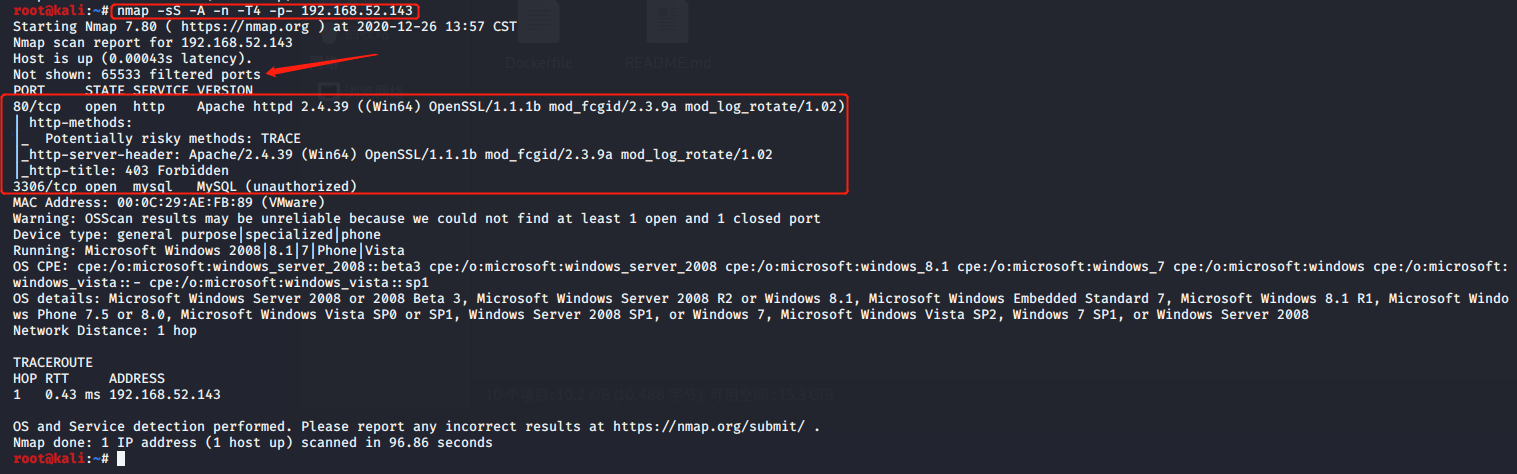 root@kali:~# nmap -sS -A -n -T4 -p- 192.168.52.143
Starting Nmap 7.80 ( https://nmap.org ) at 2020-12-26 13:57 CST
Nmap scan report for 192.168.52.143
Host is up (0.00043s latency).
Not shown: 65533 filtered ports
PORT     STATE SERVICE VERSION
80/tcp   open  http    Apache httpd 2.4.39 ((Win64) OpenSSL/1.1.1b mod_fcgid/2.3.9a mod_log_rotate/1.02)
| http-methods:
|_  Potentially risky methods: TRACE
|_http-server-header: Apache/2.4.39 (Win64) OpenSSL/1.1.1b mod_fcgid/2.3.9a mod_log_rotate/1.02
|_http-title: 403 Forbidden
3306/tcp open  mysql   MySQL (unauthorized)
MAC Address: 00:0C:29:AE:FB:89 (VMware)
Warning: OSScan results may be unreliable because we could not find at least 1 open and 1 closed port
Device type: general purpose|specialized|phone
Running: Microsoft Windows 2008|8.1|7|Phone|Vista
OS CPE: cpe:/o:microsoft:windows_server_2008::beta3 cpe:/o:microsoft:windows_server_2008 cpe:/o:microsoft:windows_8.1 cpe:/o:microsoft:windows_7 cpe:/o:microsoft:windows cpe:/o:microsoft:
windows_vista::- cpe:/o:microsoft:windows_vista::sp1
OS details: Microsoft Windows Server 2008 or 2008 Beta 3, Microsoft Windows Server 2008 R2 or Windows 8.1, Microsoft Windows Embedded Standard 7, Microsoft Windows 8.1 R1, Microsoft Windo
ws Phone 7.5 or 8.0, Microsoft Windows Vista SP0 or SP1, Windows Server 2008 SP1, or Windows 7, Microsoft Windows Vista SP2, Windows 7 SP1, or Windows Server 2008
Network Distance: 1 hop
TRACEROUTE
HOP RTT     ADDRESS
1   0.43 ms 192.168.52.143
OS and Service detection performed. Please report any incorrect results at https://nmap.org/submit/ .
Nmap done: 1 IP address (1 host up) scanned in 96.86 seconds
root@kali:~#
Dockerfile
README.md